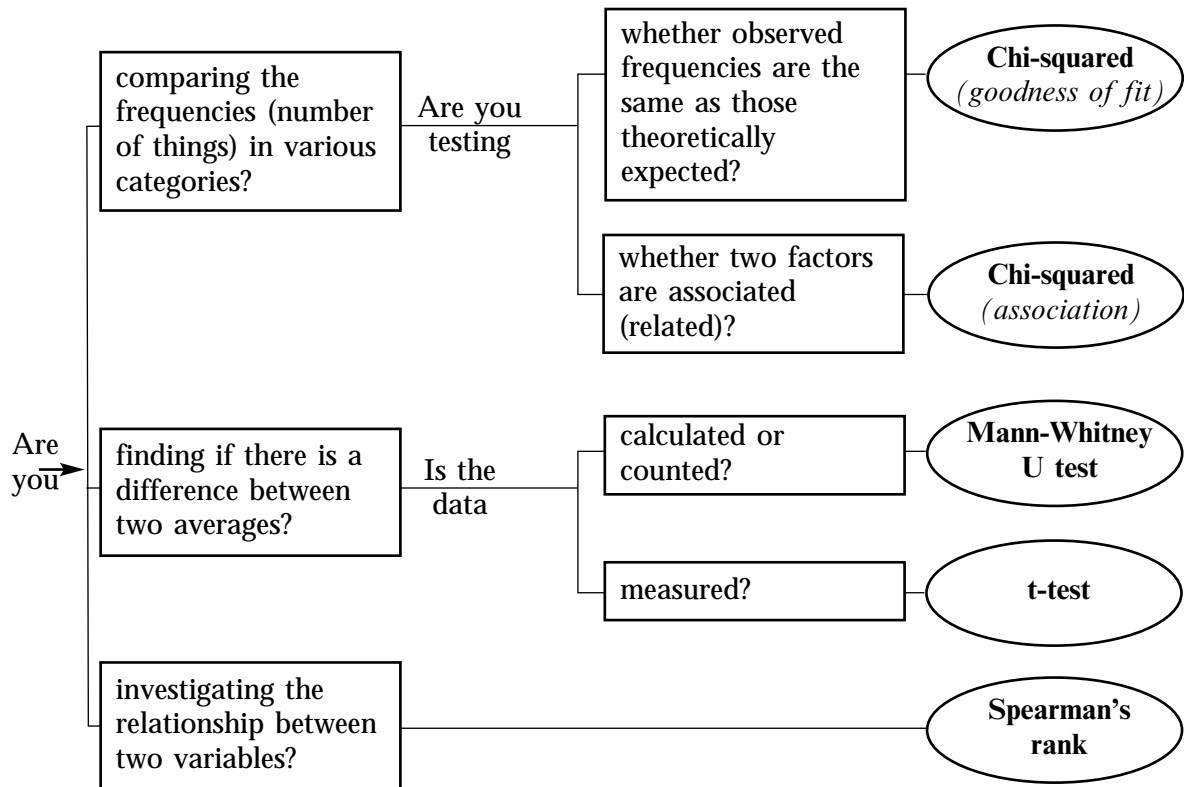 Are
you
comparing the
frequencies (number
of things) in various
categories?
Are you
testing
whether observed
frequencies are the
same as those
theoretically
expected?
Chi-squared
(goodness of fit)
whether two factors
are associated
(related)?
Chi-squared
(association)
finding if there is a
difference between
two averages?
Is the
data
calculated or
counted?
Mann-Whitney
U test
measured?
t-test
investigating the
relationship between
two variables?
Spearman's
rank